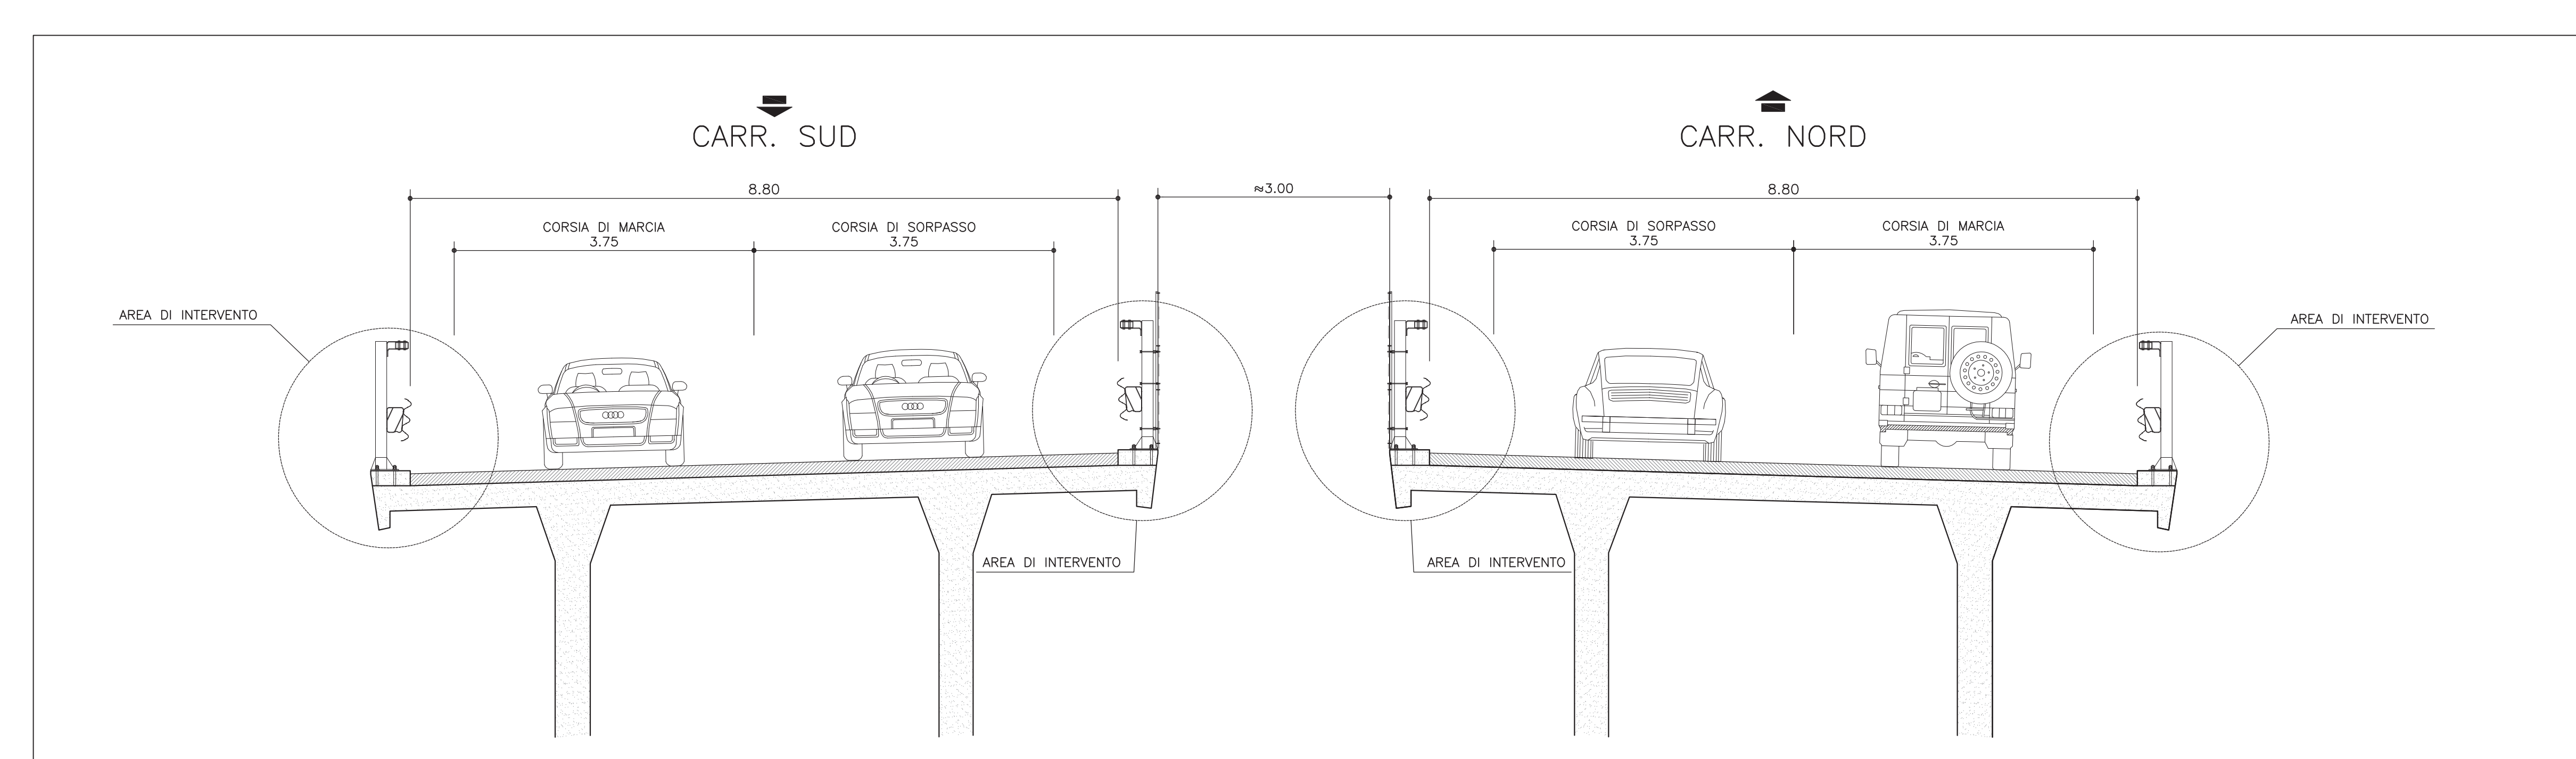 CARR. SUD
CARR. NORD
8.80
≈3.00
8.80
CORSIA DI MARCIA
3.75
CORSIA DI SORPASSO
3.75
CORSIA DI SORPASSO
3.75
CORSIA DI MARCIA
3.75
AREA DI INTERVENTO
AREA DI INTERVENTO
AREA DI INTERVENTO
AREA DI INTERVENTO